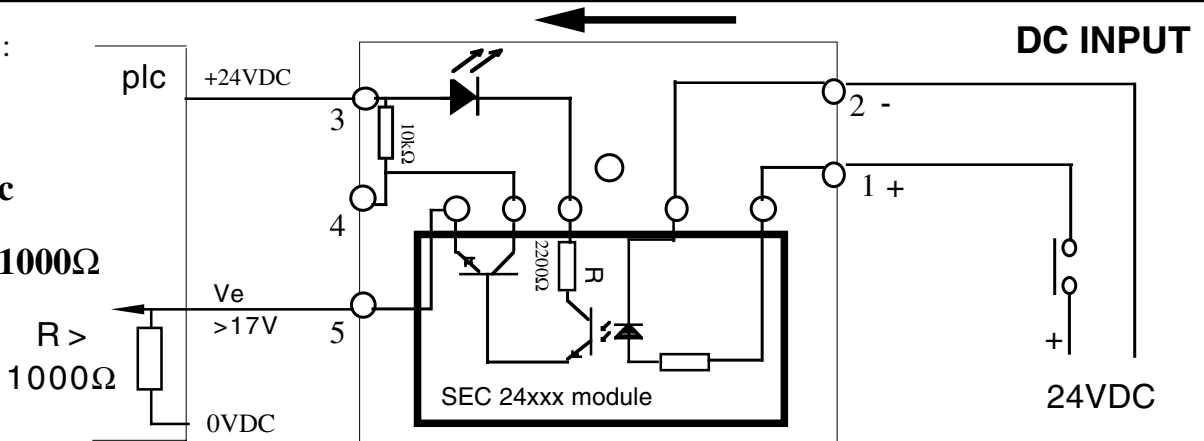 :
DC INPUT
plc
+24VDC
3
10kΩ
2 -
c
4
1 +
1000Ω
2200Ω
R
Ve
>17V
5
R >
1000Ω
+
SEC 24xxx module
24VDC
0VDC